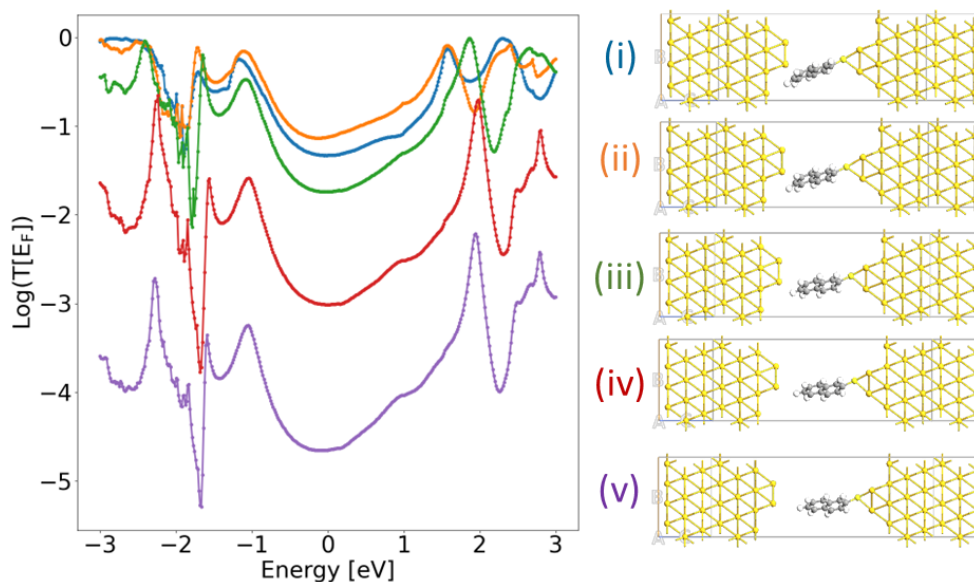 0
−1
−2
−3
−4
−5
Log(T[E_F])
−3 −2 −1 0 1 2 3
Energy [eV]
(i)
B
A
(ii)
B
A
(iii)
B
A
(iv)
B
A
(v)
B
A